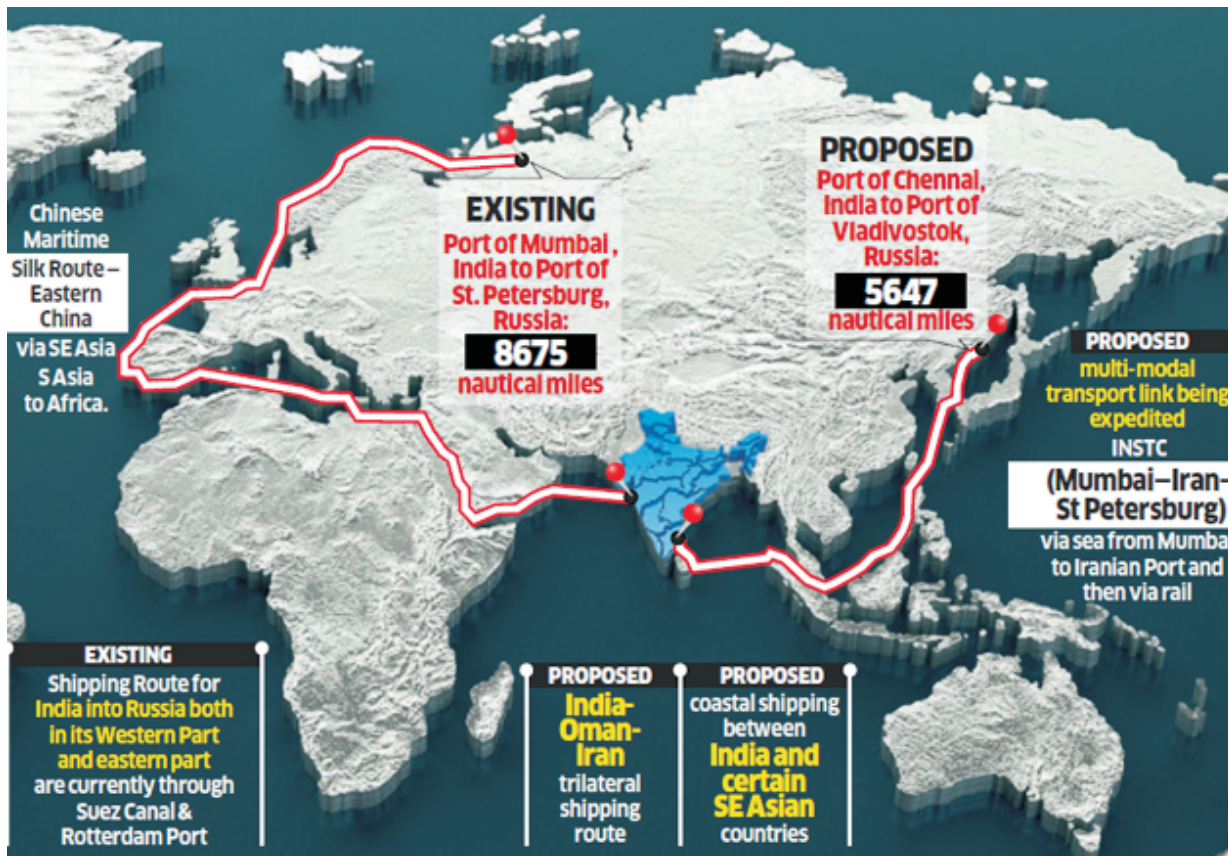 Chinese
Maritime
Silk Route –
Eastern
China
via SE Asia
S Asia
to Africa.
EXISTING
Port of Mumbai ,
India to Port of
St. Petersburg,
Russia:
8675
nautical miles
PROPOSED
Port of Chennal,
India to Port of
Vladivostok,
Russia:
5647
nautical miles
PROPOSED
multi-modal
transport link being
expedited
INSTC
(Mumbai–Iran–
St Petersburg)
via sea from Mumba
to Iranian Port and
then via rail
EXISTING
Shipping Route for
India into Russia both
in its Western Part
and eastern part
are currently through
Suez Canal &
Rotterdam Port
PROPOSED
India-
Oman-
Iran
trilateral
shipping
route
PROPOSED
coastal shipping
between
India and
certain
SE Asian
countries